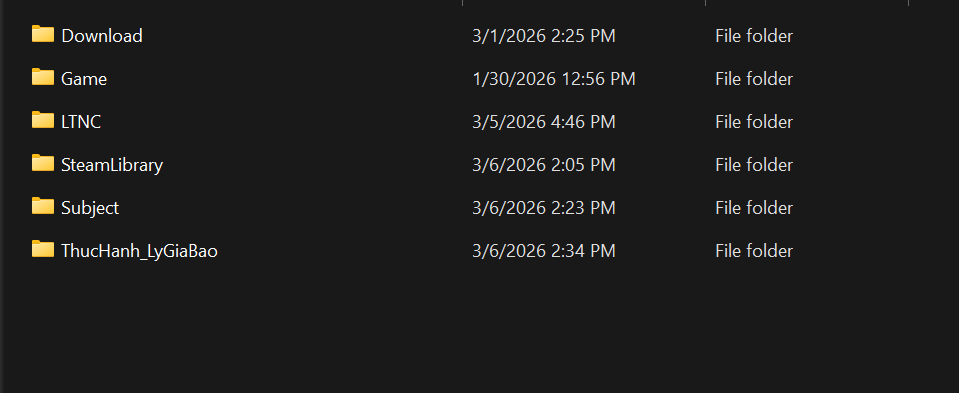 Download 3/1/2026 2:25 PM File folder
Game 1/30/2026 12:56 PM File folder
LTNC 3/5/2026 4:46 PM File folder
SteamLibrary 3/6/2026 2:05 PM File folder
Subject 3/6/2026 2:23 PM File folder
ThucHanh_LyGiaBao 3/6/2026 2:34 PM File folder